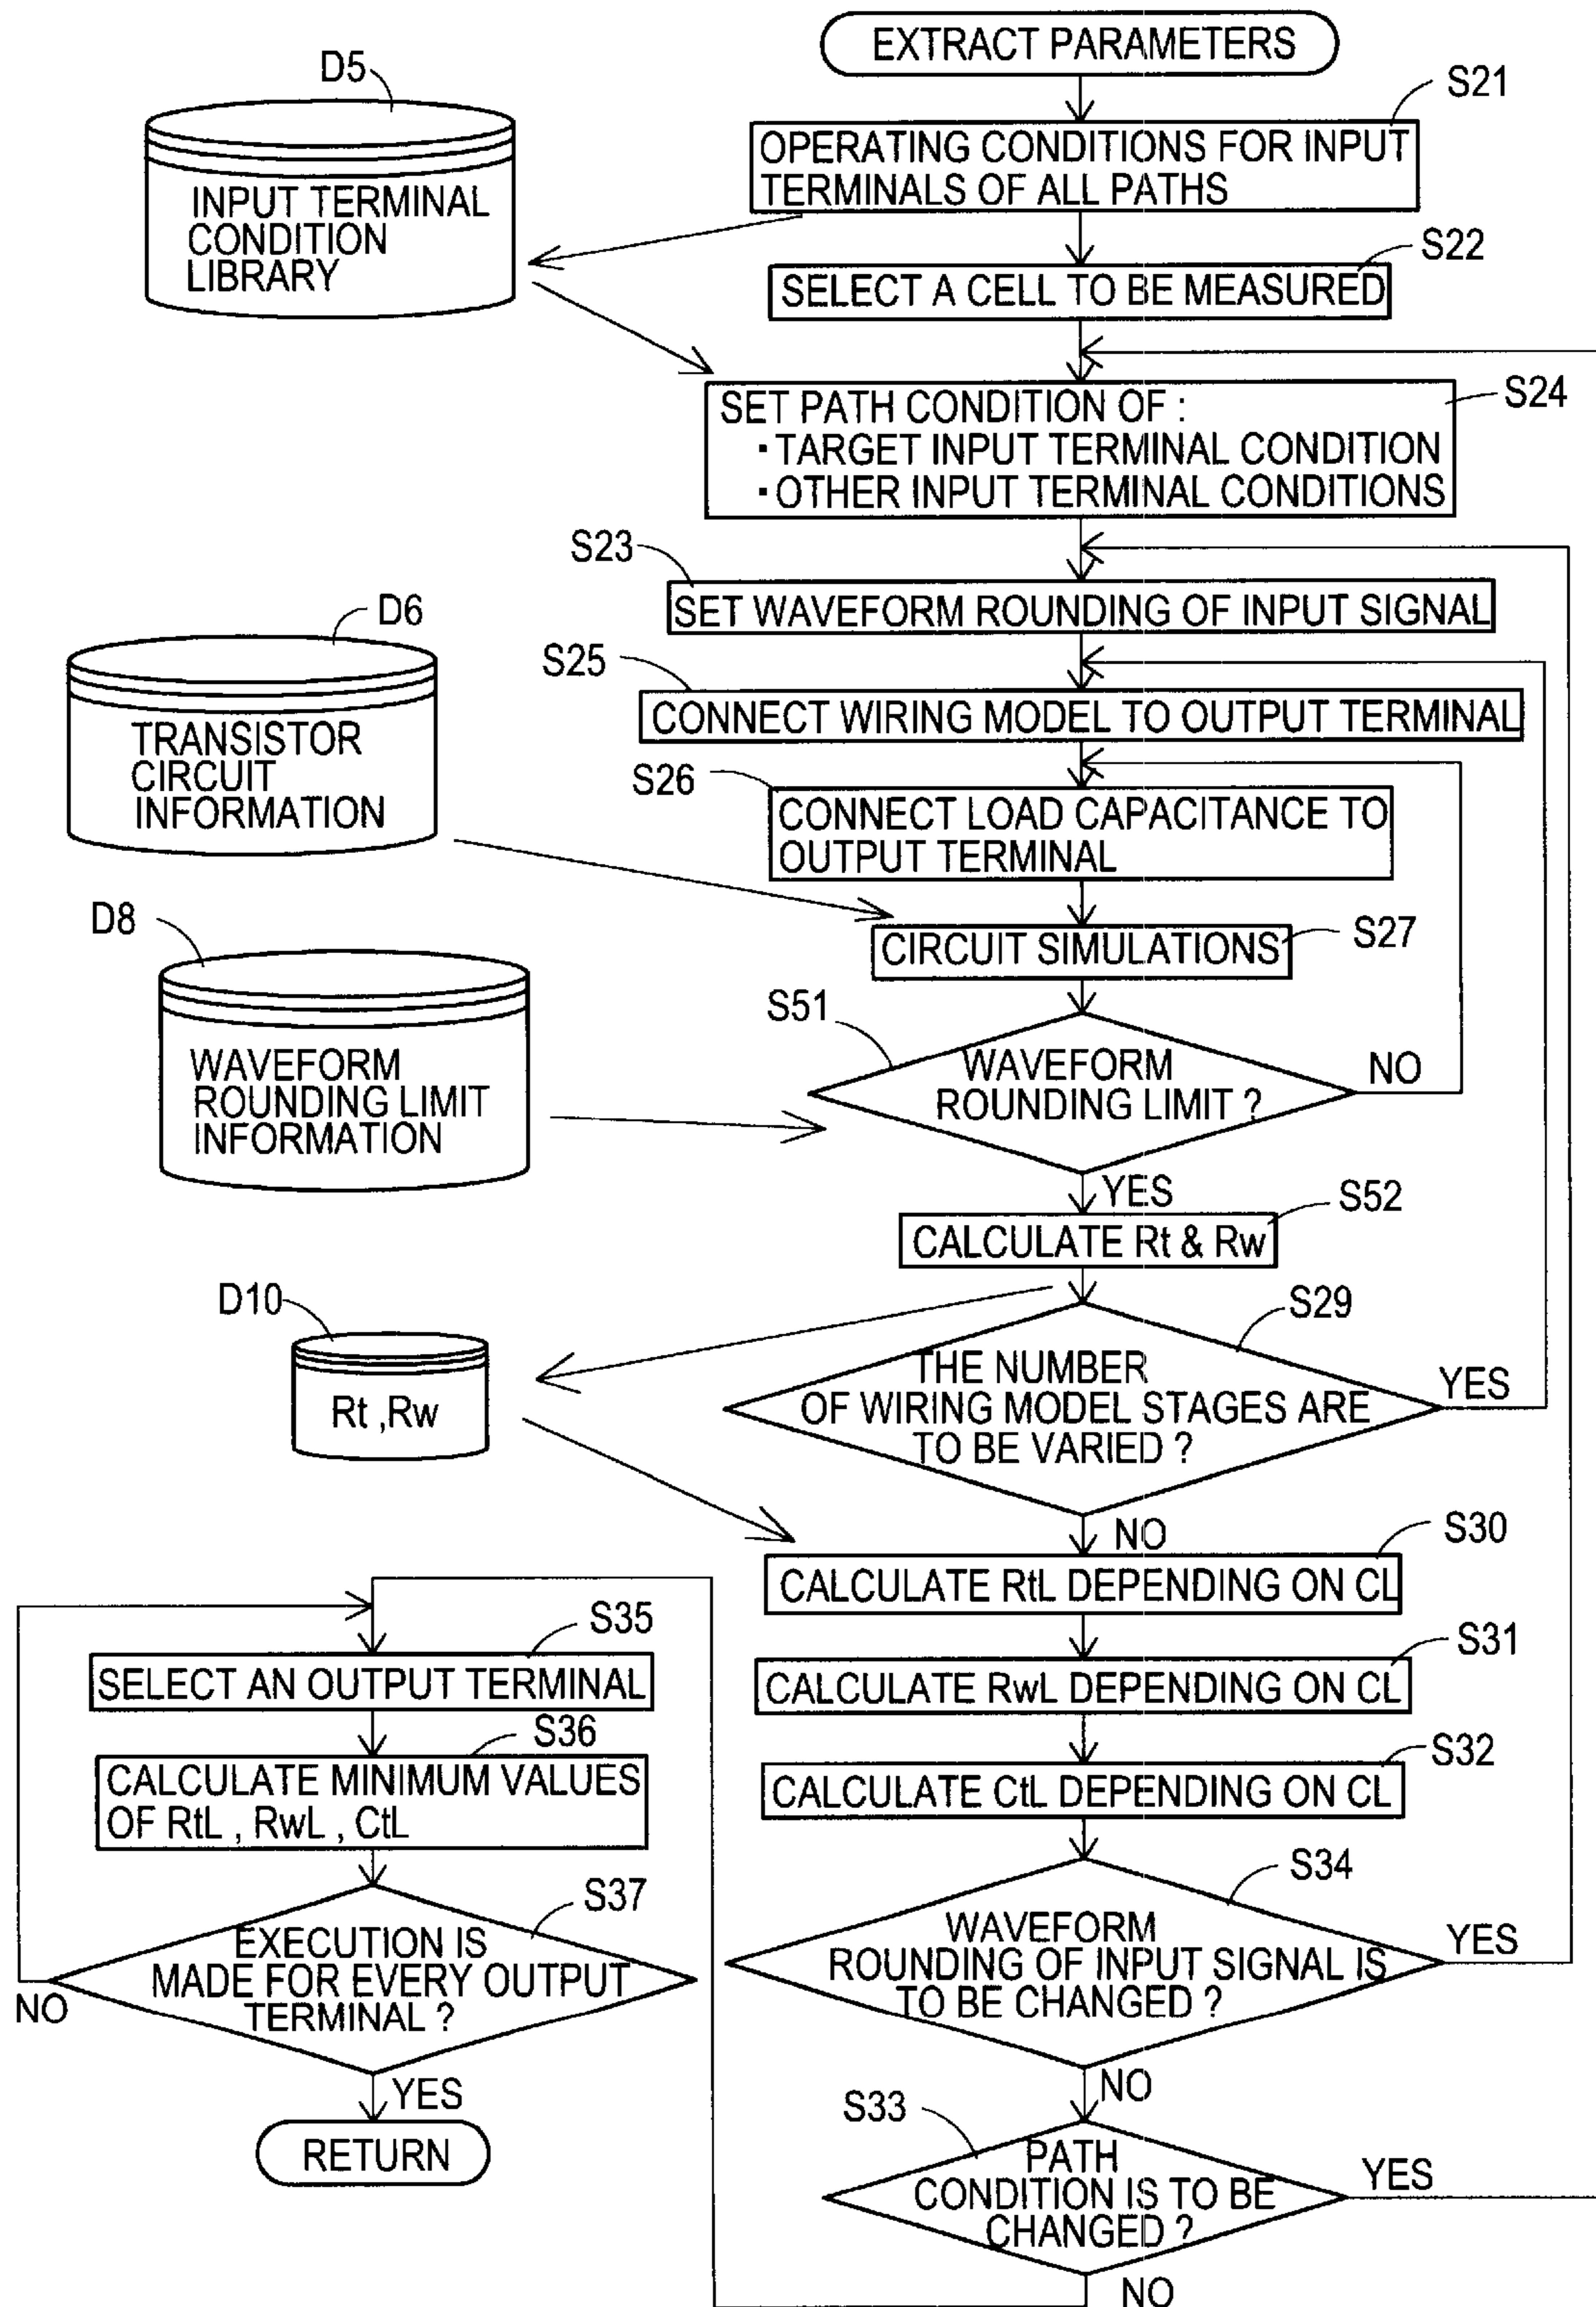 EXTRACT PARAMETERS
S21
OPERATING CONDITIONS FOR INPUT
TERMINALS OF ALL PATHS
D5
INPUT TERMINAL
CONDITION
LIBRARY
S22
SELECT A CELL TO BE MEASURED
S24
SET PATH CONDITION OF :
・TARGET INPUT TERMINAL CONDITION
・OTHER INPUT TERMINAL CONDITIONS
S23
SET WAVEFORM ROUNDING OF INPUT SIGNAL
D6
TRANSISTOR
CIRCUIT
INFORMATION
S25
CONNECT WIRING MODEL TO OUTPUT TERMINAL
S26
CONNECT LOAD CAPACITANCE TO
OUTPUT TERMINAL
S27
CIRCUIT SIMULATIONS
D8
WAVEFORM
ROUNDING LIMIT
INFORMATION
S51
WAVEFORM
ROUNDING LIMIT ?
NO
YES
S52
CALCULATE Rt & Rw
D10
Rt ,Rw
S29
THE NUMBER
OF WIRING MODEL STAGES ARE
TO BE VARIED ?
YES
NO
S30
CALCULATE RtL DEPENDING ON CL
S31
CALCULATE RwL DEPENDING ON CL
S32
CALCULATE CtL DEPENDING ON CL
S34
WAVEFORM
ROUNDING OF INPUT SIGNAL IS
TO BE CHANGED ?
YES
NO
S33
PATH
CONDITION IS TO BE
CHANGED ?
YES
NO
S35
SELECT AN OUTPUT TERMINAL
S36
CALCULATE MINIMUM VALUES
OF RtL , RwL , CtL
S37
EXECUTION IS
MADE FOR EVERY OUTPUT
TERMINAL ?
NO
YES
RETURN